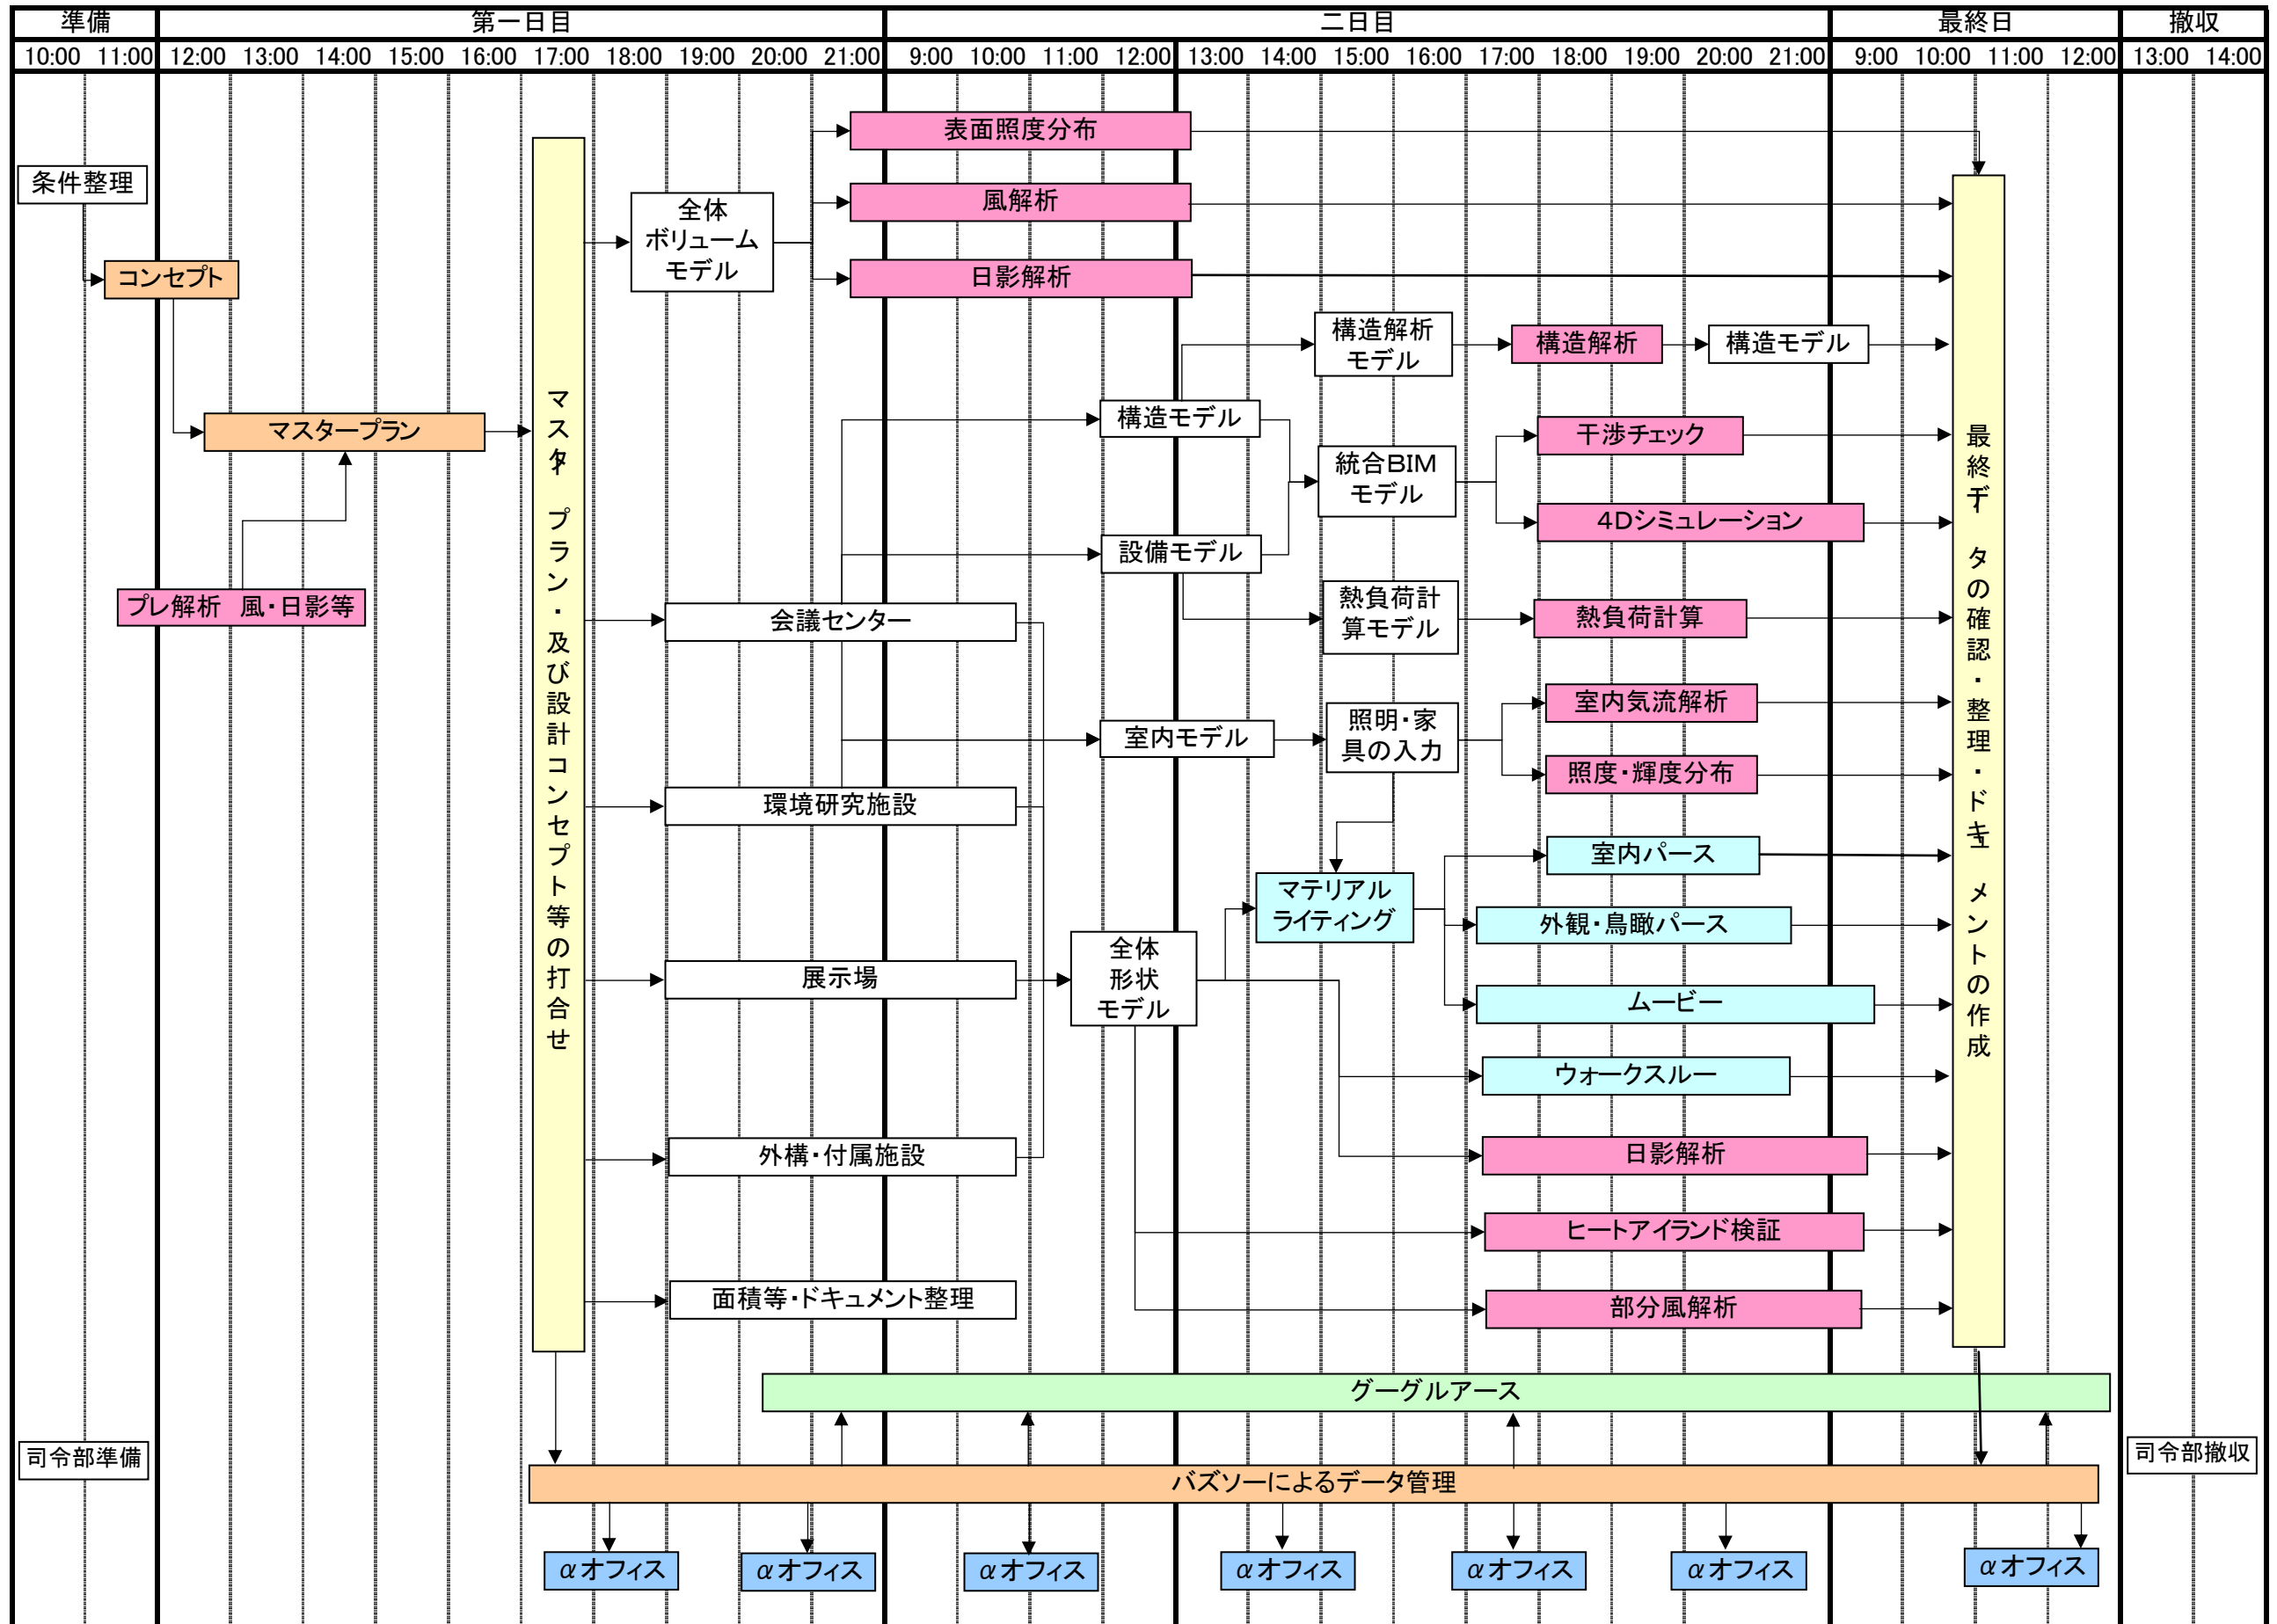 準備 第一日目 二日目 最終日 撤収
10:00 11:00 12:00 13:00 14:00 15:00 16:00 17:00 18:00 19:00 20:00 21:00 9:00 10:00 11:00 12:00 13:00 14:00 15:00 16:00 17:00 18:00 19:00 20:00 21:00 9:00 10:00 11:00 12:00 13:00 14:00
条件整理
コンセプト
マスタープラン
プレ解析 風・日影等
マスタープラン・及び設計コンセプト等の打合せ
全体
ボリューム
モデル
表面照度分布
風解析
日影解析
構造解析
モデル
構造解析
構造モデル
構造モデル
統合BIM
モデル
干渉チェック
4Dシミュレーション
設備モデル
熱負荷計
算モデル
熱負荷計算
会議センター
室内モデル
照明・家
具の入力
室内気流解析
照度・輝度分布
環境研究施設
マテリアル
ライティング
室内パース
外観・鳥瞰パース
ムービー
展示場
全体
形状
モデル
ウォークスルー
日影解析
外構・付属施設
ヒートアイランド検証
面積等・ドキュメント整理
部分風解析
最終データの確認・整理・ドキュメントの作成
グーグルアース
司令部準備
バズソーによるデータ管理
司令部撤収
αオフィス αオフィス αオフィス αオフィス αオフィス αオフィス αオフィス